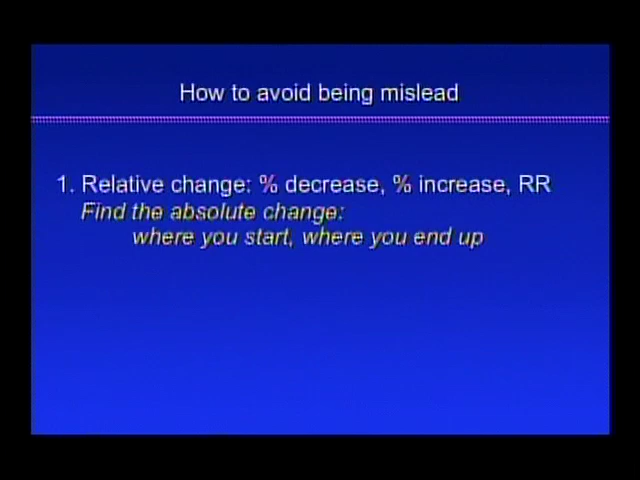 How to avoid being mislead
1. Relative change: % decrease, % increase, RR
Find the absolute change:
where you start, where you end up